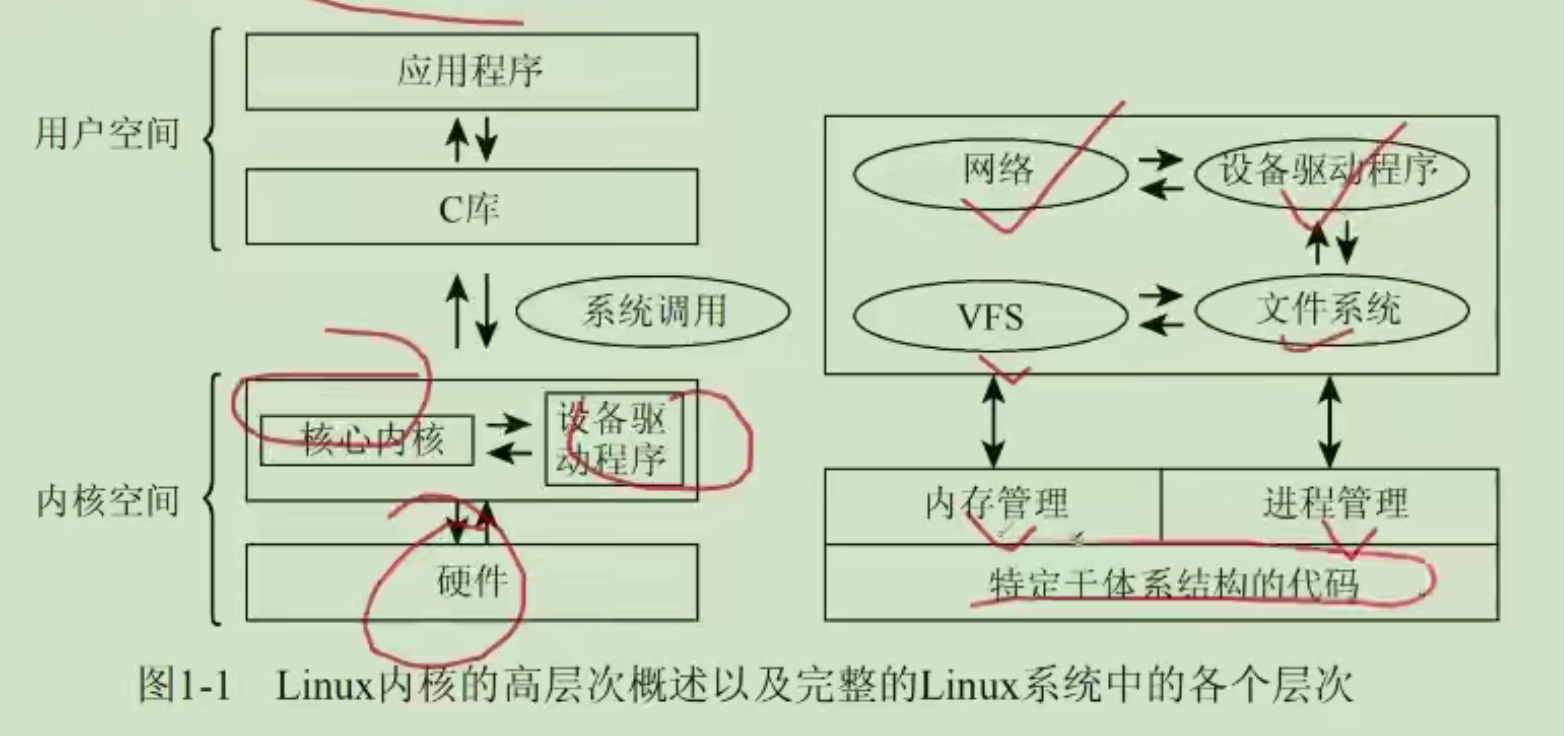 应用程序
用户空间
C库
系统调用
核心内核
设备驱
动程序
内核空间
硬件
网络
设备驱动程序
VFS
文件系统
内存管理
进程管理
特定于体系结构的代码
图1-1 Linux内核的高层次概述以及完整的Linux系统中的各个层次